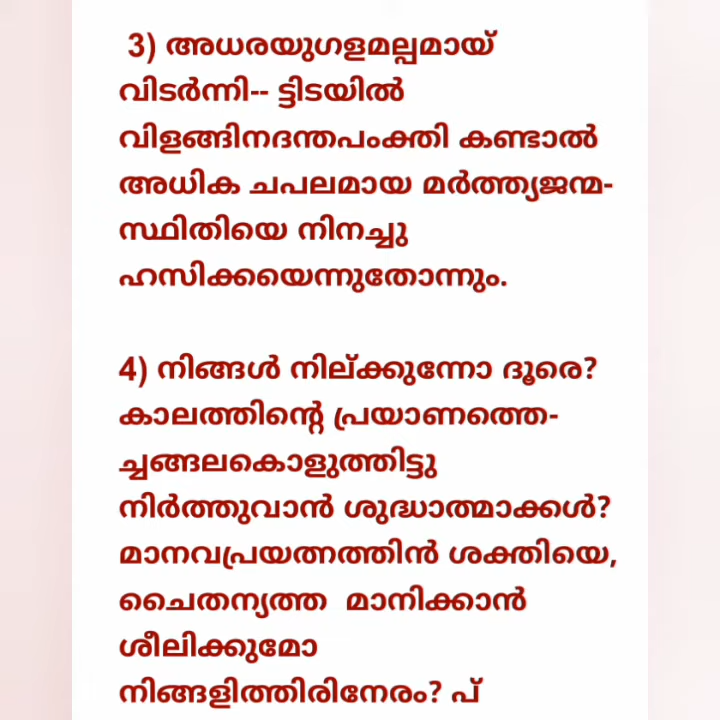 3) അധരയുഗളമല്പമായ്
വിടർന്നി-- ട്ടിടയിൽ
വിളങ്ങിനദന്തപംക്തി കണ്ടാൽ
അധിക ചപലമായ മർത്ത്യജന്മ-
സ്ഥിതിയെ നിനച്ചു
ഹസിക്കയെന്നുതോന്നും.
4) നിങ്ങൾ നില്ക്കുന്നോ ദൂരെ?
കാലത്തിന്റെ പ്രയാണത്തെ-
ച്ചങ്ങലകൊളുത്തിട്ടു
നിർത്തുവാൻ ശുദ്ധാത്മാക്കൾ?
മാനവപ്രയത്നത്തിൻ ശക്തിയെ,
ചൈതന്യത്ത  മാനിക്കാൻ
ശീലിക്കുമോ
നിങ്ങളിത്തിരിനേരം? പ്